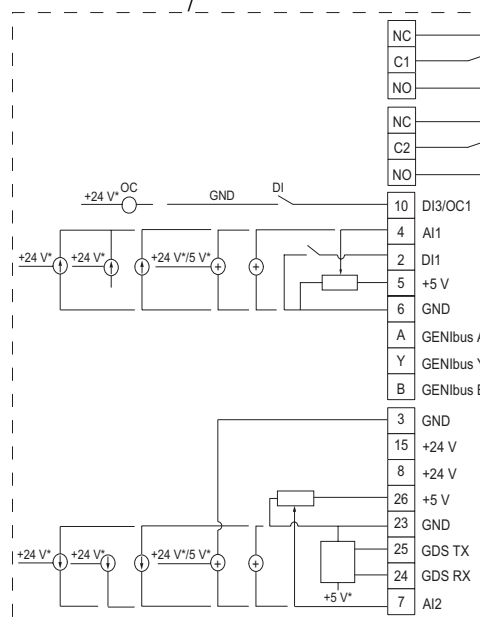 NC
C1
NO
NC
C2
NO
+24 V* OC GND DI 10 DI3/OC1
4 AI1
2 DI1
+24 V* +24 V* +24 V*/5 V* + +
5 +5 V
6 GND
A GENIbus A
Y GENIbus Y
B GENIbus B
3 GND
15 +24 V
8 +24 V
26 +5 V
23 GND
25 GDS TX
+24 V* +24 V* +24 V*/5 V* + +
24 GDS RX
+5 V*
7 AI2